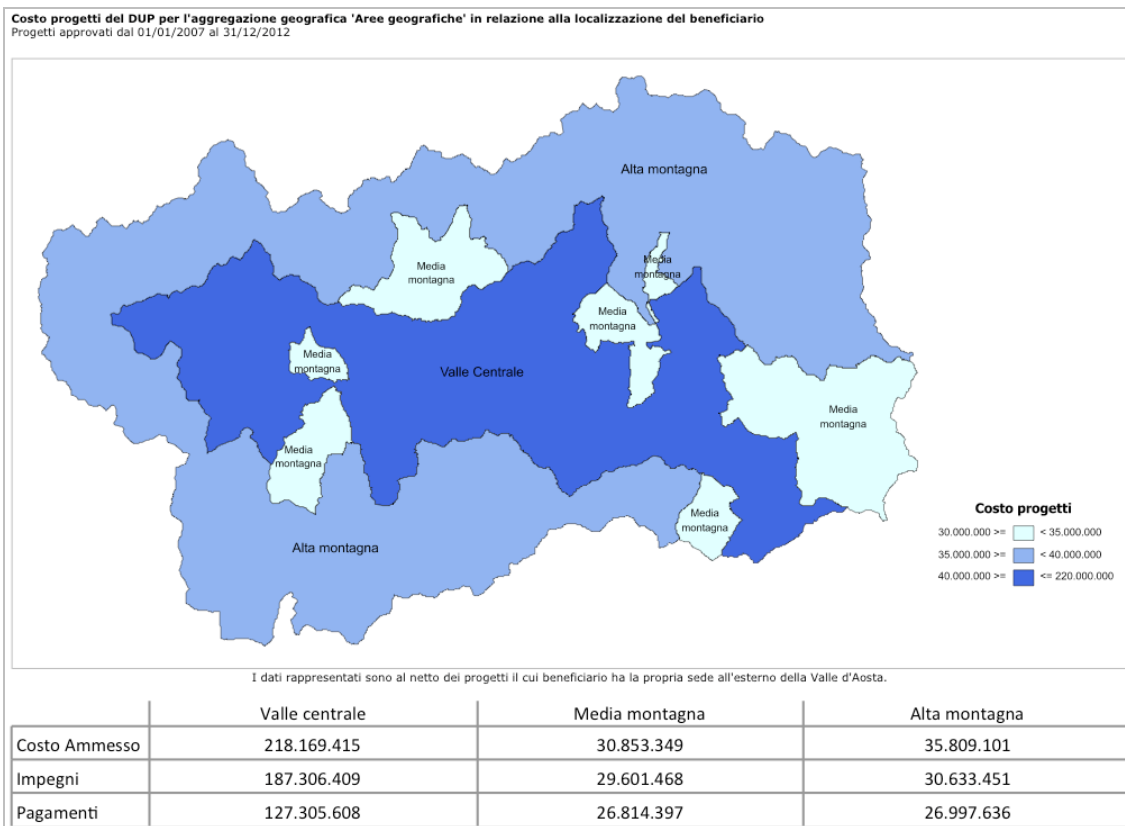 Costo progetti del DUP per l'aggregazione geografica 'Aree geografiche' in relazione alla localizzazione del beneficiario
Progetti approvati dal 01/01/2007 al 31/12/2012
Alta montagna
Media
montagna
Media
montagna
Media
montagna
Media
montagna
Valle Centrale
Media
montagna
Media
montagna
Media
montagna
Alta montagna
Costo progetti
30.000.000 >= < 35.000.000
35.000.000 >= < 40.000.000
40.000.000 >= <= 220.000.000
I dati rappresentati sono al netto dei progetti il cui beneficiario ha la propria sede all'esterno della Valle d'Aosta.
Valle centrale Media montagna Alta montagna
Costo Ammesso 218.169.415 30.853.349 35.809.101
Impegni 187.306.409 29.601.468 30.633.451
Pagamenti 127.305.608 26.814.397 26.997.636